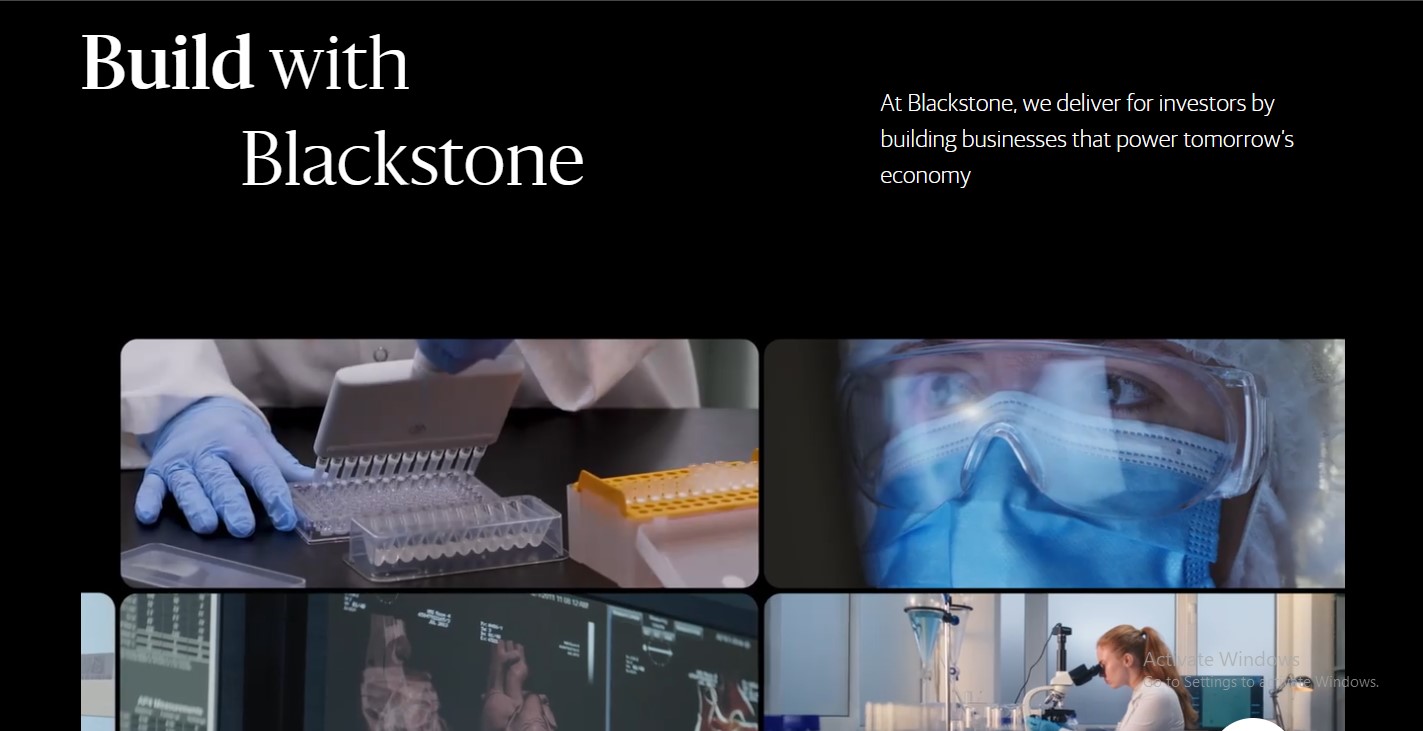 Build with
Blackstone
At Blackstone, we deliver for investors by
building businesses that power tomorrow's
economy
Activate Windows
Go to Settings to activate Windows.